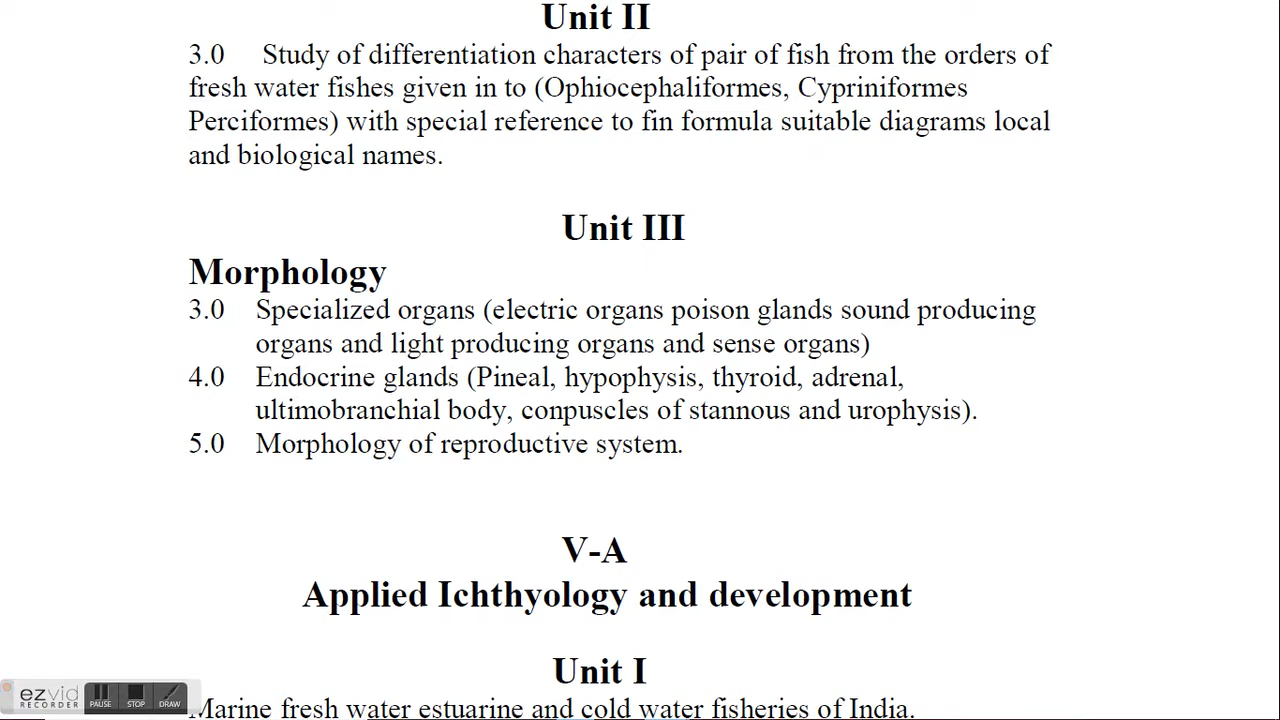 Unit II
3.0 Study of differentiation characters of pair of fish from the orders of
fresh water fishes given in to (Ophiocephaliformes, Cypriniformes
Perciformes) with special reference to fin formula suitable diagrams local
and biological names.
Unit III
Morphology
3.0 Specialized organs (electric organs poison glands sound producing
organs and light producing organs and sense organs)
4.0 Endocrine glands (Pineal, hypophysis, thyroid, adrenal,
ultimobranchial body, conpuscles of stannous and urophysis).
5.0 Morphology of reproductive system.
V-A
Applied Ichthyology and development
Unit I
Marine fresh water estuarine and cold water fisheries of India.
ezvid
RECORDER
PAUSE STOP DRAW